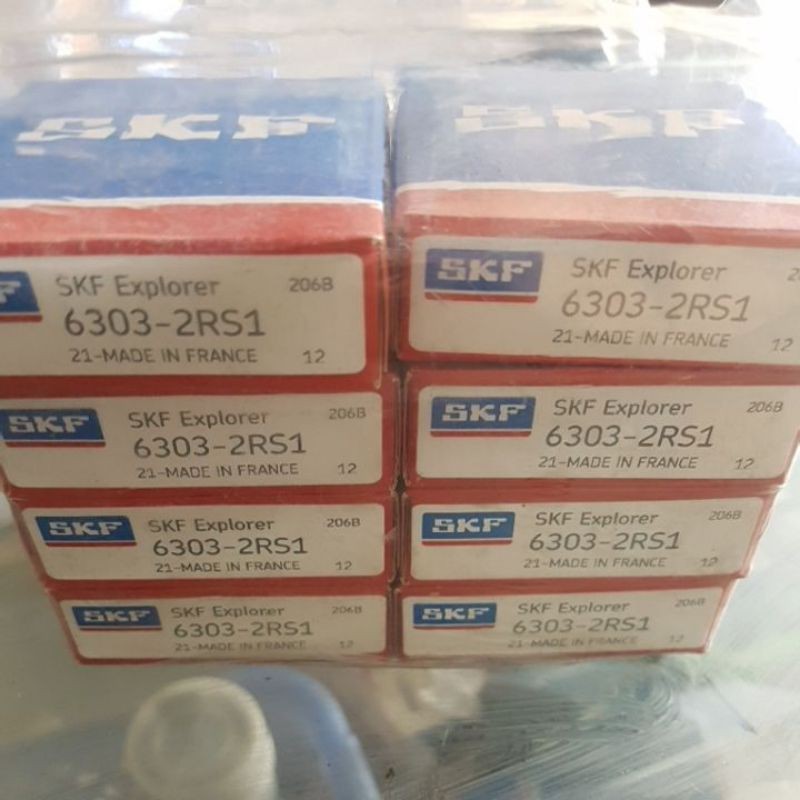 SKF
SKF
SKF Explorer 206B
6303-2RS1
21-MADE IN FRANCE 12
SKF SKF Explorer
6303-2RS1
21-MADE IN FRANCE 12
SKF SKF Explorer 206B
6303-2RS1
21-MADE IN FRANCE 12
SKF SKF Explorer 206B
6303-2RS1
21-MADE IN FRANCE 12
SKF SKF Explorer 206B
6303-2RS1
21-MADE IN FRANCE 12
SKF SKF Explorer 206B
6303-2RS1
21-MADE IN FRANCE 12
SKF SKF Explorer 206B
6303-2RS1
21-MADE IN FRANCE 12
SKF SKF Explorer 206B
6303-2RS1
21-MADE IN FRANCE 12